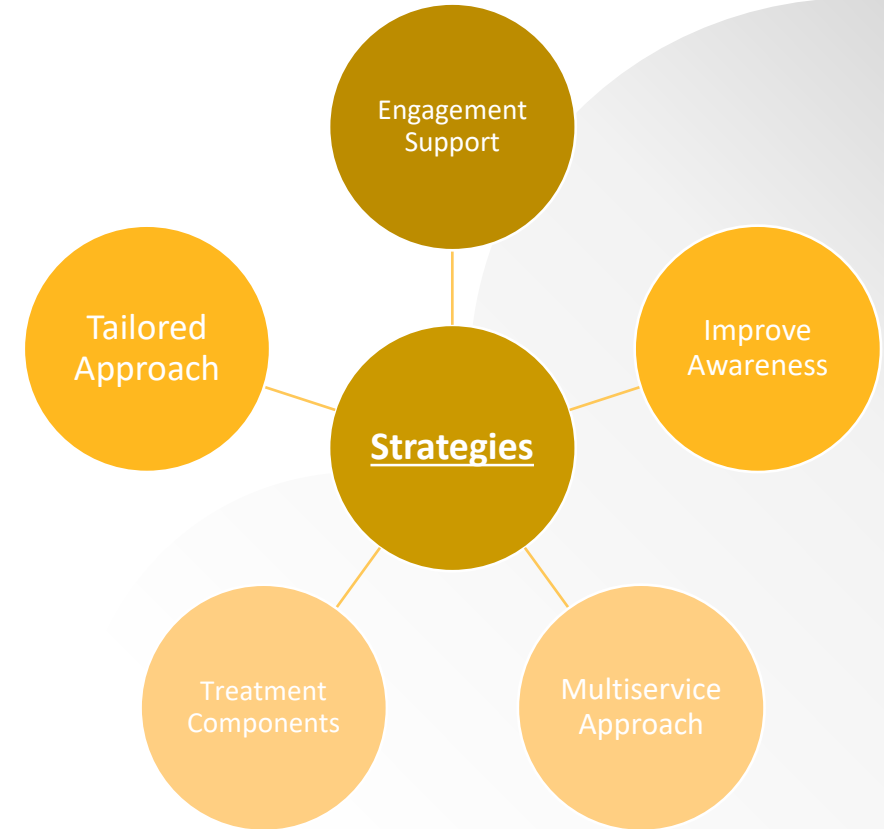 Engagement
Support
Tailored
Approach
Improve
Awareness
Strategies
Treatment
Components
Multiservice
Approach